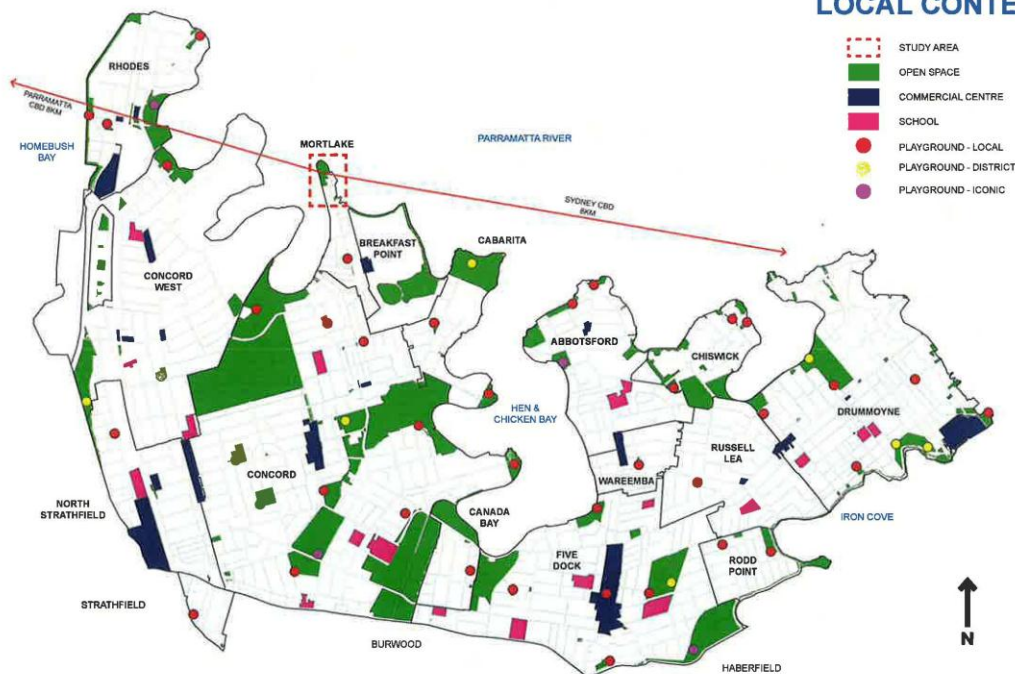 LOCAL CONTE
STUDY AREA
OPEN SPACE
COMMERCIAL CENTRE
SCHOOL
PLAYGROUND - LOCAL
PLAYGROUND - DISTRICT
PLAYGROUND - ICONIC
RHODES
PARRAMATTA
CBD 8KM
HOMEBUSH
BAY
MORTLAKE
PARRAMATTA RIVER
SYDNEY CBD
8KM
BREAKFAST
POINT
CABARITA
CONCORD
WEST
ABBOTSFORD
CHISWICK
HEN &
CHICKEN BAY
DRUMMOYNE
RUSSELL
LEA
CONCORD
WAREEMBA
NORTH
STRATHFIELD
CANADA
BAY
IRON COVE
FIVE
DOCK
RODD
POINT
STRATHFIELD
BURWOOD
HABERFIELD
N